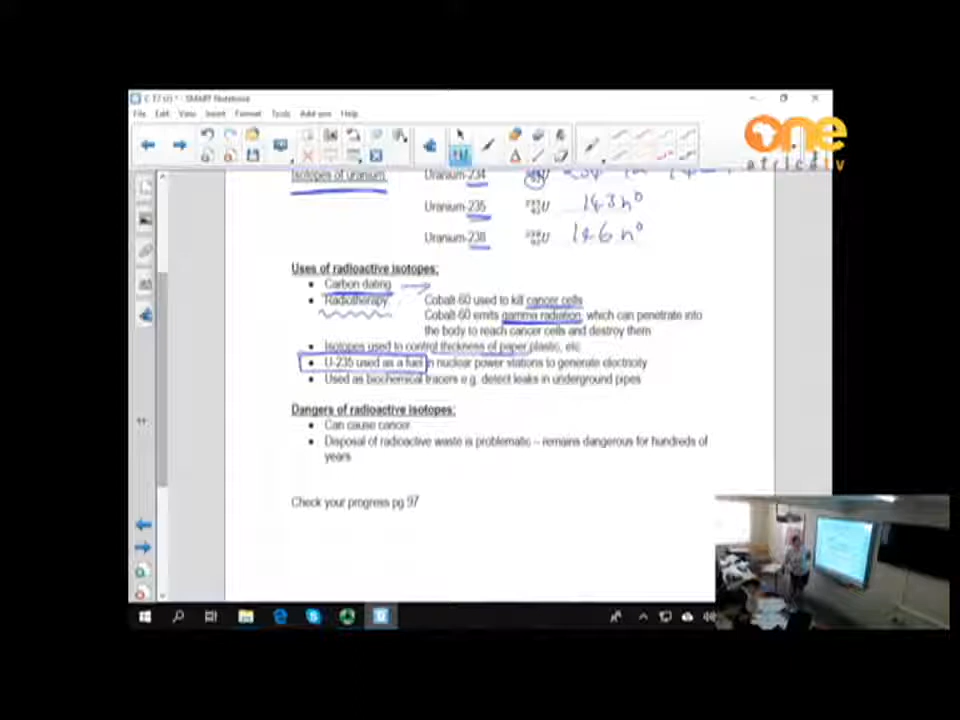 one
africa tv
SMART Notebook
File Edit View Insert Format Tools Add-ons Help
Isotopes of uranium Uranium-234
Uranium-235 U 143 n⁰
Uranium-238 U 146 n⁰
Uses of radioactive isotopes:
• Carbon dating
• Radiotherapy Cobalt-60 used to kill cancer cells
Cobalt-60 emits gamma radiation, which can penetrate into
the body to reach cancer cells and destroy them
• Isotopes used to control thickness of paper, plastic, etc
• U-235 used as a fuel in nuclear power stations to generate electricity
• Used as biochemical tracers e.g. detect leaks in underground pipes
Dangers of radioactive isotopes:
• Can cause cancer
• Disposal of radioactive waste is problematic – remains dangerous for hundreds of
years
Check your progress pg 97